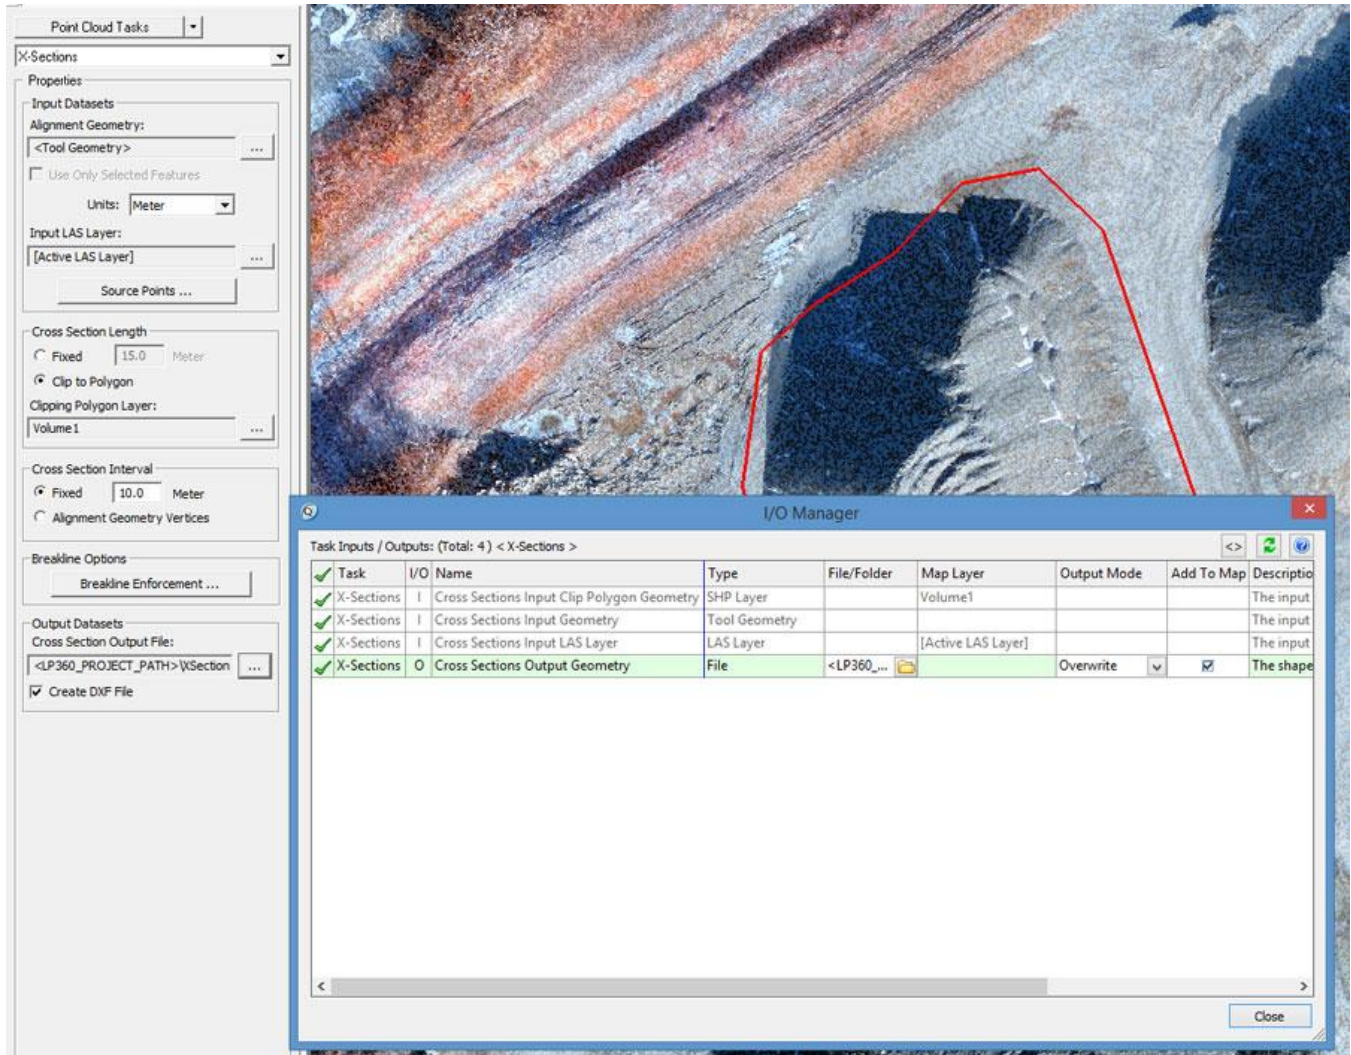 Point Cloud Tasks
X-Sections
Properties
Input Datasets
Alignment Geometry:
<Tool Geometry>
...
Use Only Selected Features
Units: Meter
Input LAS Layer:
[Active LAS Layer]
...
Source Points ...
Cross Section Length
Fixed 15.0 Meter
Clip to Polygon
Clipping Polygon Layer:
Volume1
...
Cross Section Interval
Fixed 10.0 Meter
Alignment Geometry Vertices
Breakline Options
Breakline Enforcement ...
Output Datasets
Cross Section Output File:
<LP360_PROJECT_PATH>\XSection
...
Create DXF File
I/O Manager
Task Inputs / Outputs: (Total: 4 ) < X-Sections >
<>
Task I/O Name Type File/Folder Map Layer Output Mode Add To Map Descriptio
X-Sections I Cross Sections Input Clip Polygon Geometry SHP Layer Volume1 The input
X-Sections I Cross Sections Input Geometry Tool Geometry The input
X-Sections I Cross Sections Input LAS Layer LAS Layer [Active LAS Layer] The input
X-Sections O Cross Sections Output Geometry File <LP360_... Overwrite The shape
Close